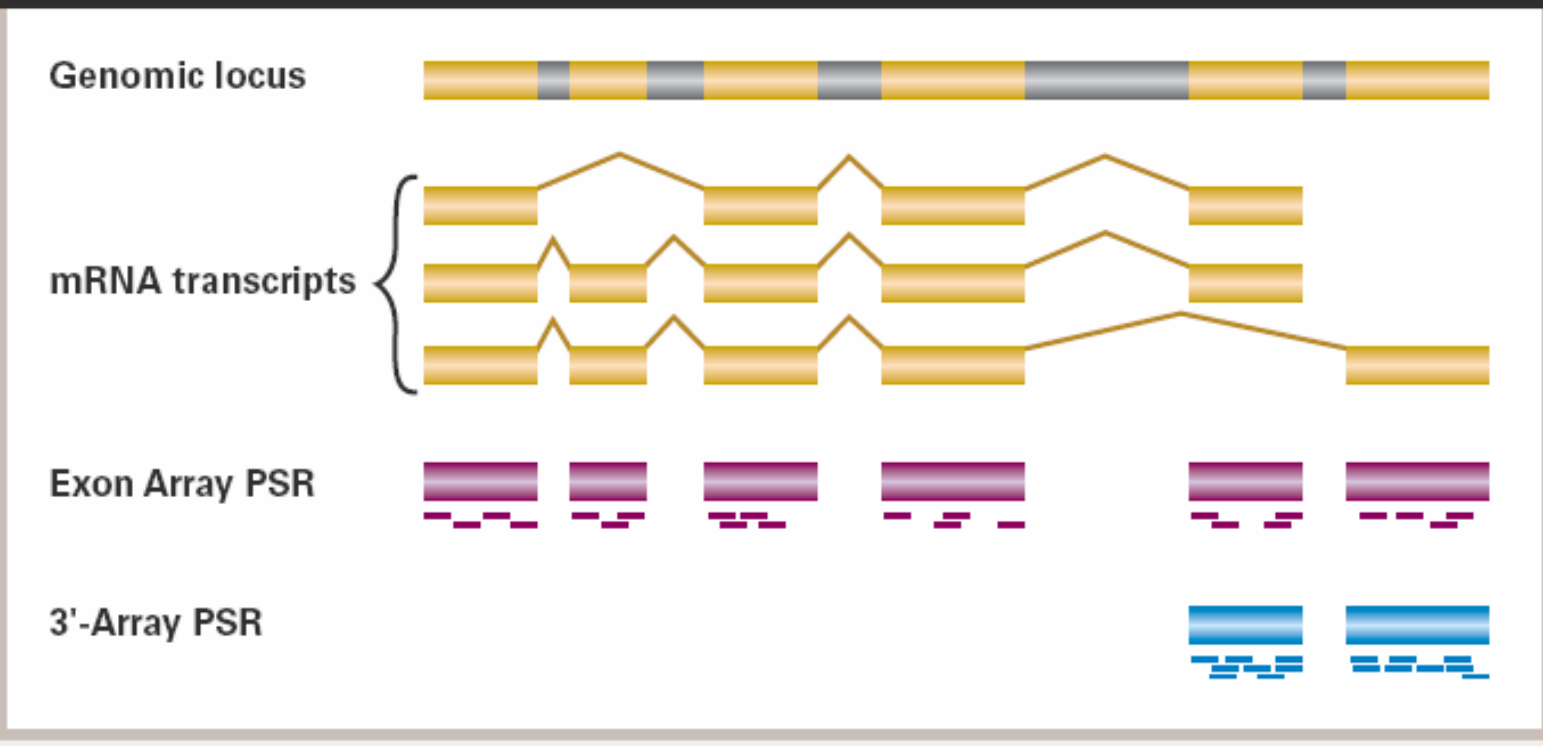 Genomic locus
mRNA transcripts
Exon Array PSR
3'-Array PSR